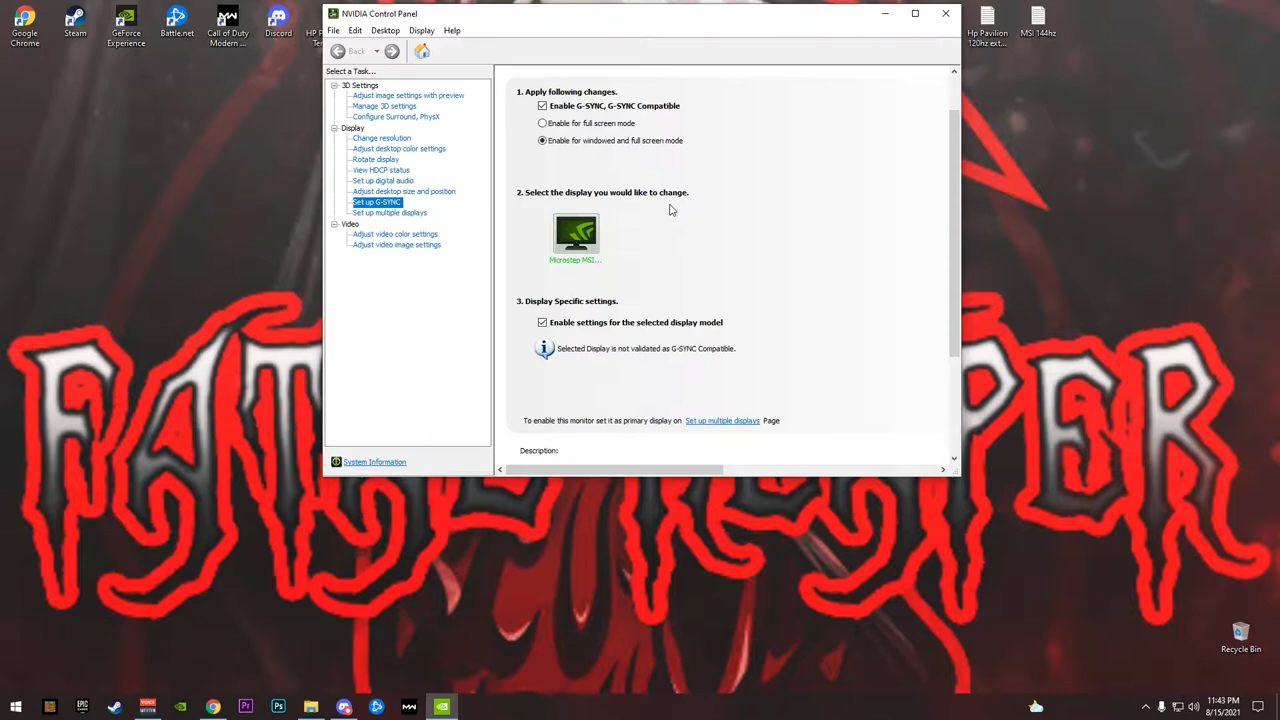 Google
Chrome
Steam
GeForce
Experience
Battle.net
Call of Duty
Modern ...
Discord
NVIDIA Control Panel
File Edit Desktop Display Help
Back
Select a Task...
3D Settings
Adjust image settings with preview
Manage 3D settings
Configure Surround, PhysX
Display
Change resolution
Adjust desktop color settings
Rotate display
View HDCP status
Set up digital audio
Adjust desktop size and position
Set up G-SYNC
Set up multiple displays
Video
Adjust video color settings
Adjust video image settings
System Information
1. Apply following changes.
Enable G-SYNC, G-SYNC Compatible
Enable for full screen mode
Enable for windowed and full screen mode
2. Select the display you would like to change.
Microstep MSI...
3. Display Specific settings.
Enable settings for the selected display model
Selected Display is not validated as G-SYNC Compatible.
To enable this monitor set it as primary display on Set up multiple displays Page
Description:
Hp Pavilion
120hz ext...
MSI 144hz
Recycle Bin
11:43 PM
8/15/2021